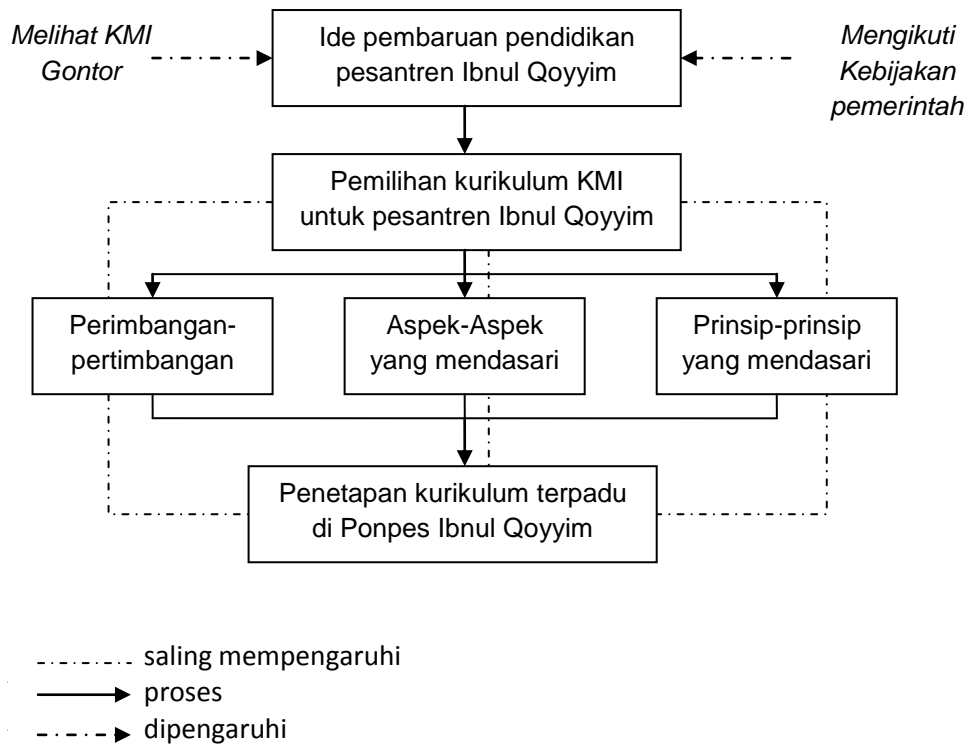 Melihat KMI
Gontor
Ide pembaruan pendidikan
pesantren Ibnul Qoyyim
Mengikuti
Kebijakan
pemerintah
Pemilihan kurikulum KMI
untuk pesantren Ibnul Qoyyim
Perimbangan-
pertimbangan
Aspek-Aspek
yang mendasari
Prinsip-prinsip
yang mendasari
Penetapan kurikulum terpadu
di Ponpes Ibnul Qoyyim
saling mempengaruhi
proses
dipengaruhi